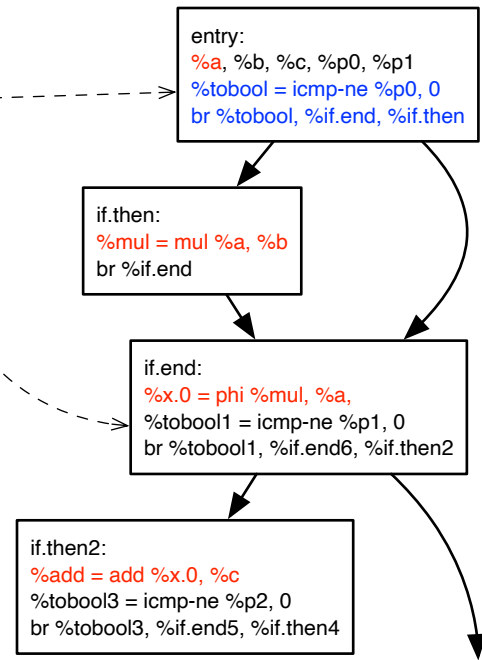 entry:
%a, %b, %c, %p0, %p1
%tobool = icmp-ne %p0, 0
br %tobool, %if.end, %if.then
if.then:
%mul = mul %a, %b
br %if.end
if.end:
%x.0 = phi %mul, %a,
%tobool1 = icmp-ne %p1, 0
br %tobool1, %if.end6, %if.then2
if.then2:
%add = add %x.0, %c
%tobool3 = icmp-ne %p2, 0
br %tobool3, %if.end5, %if.then4